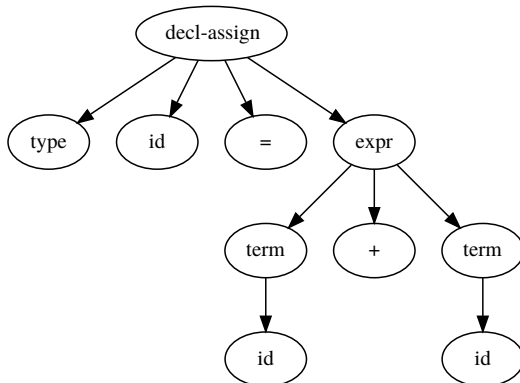 decl-assign
type id = expr
term + term
id id